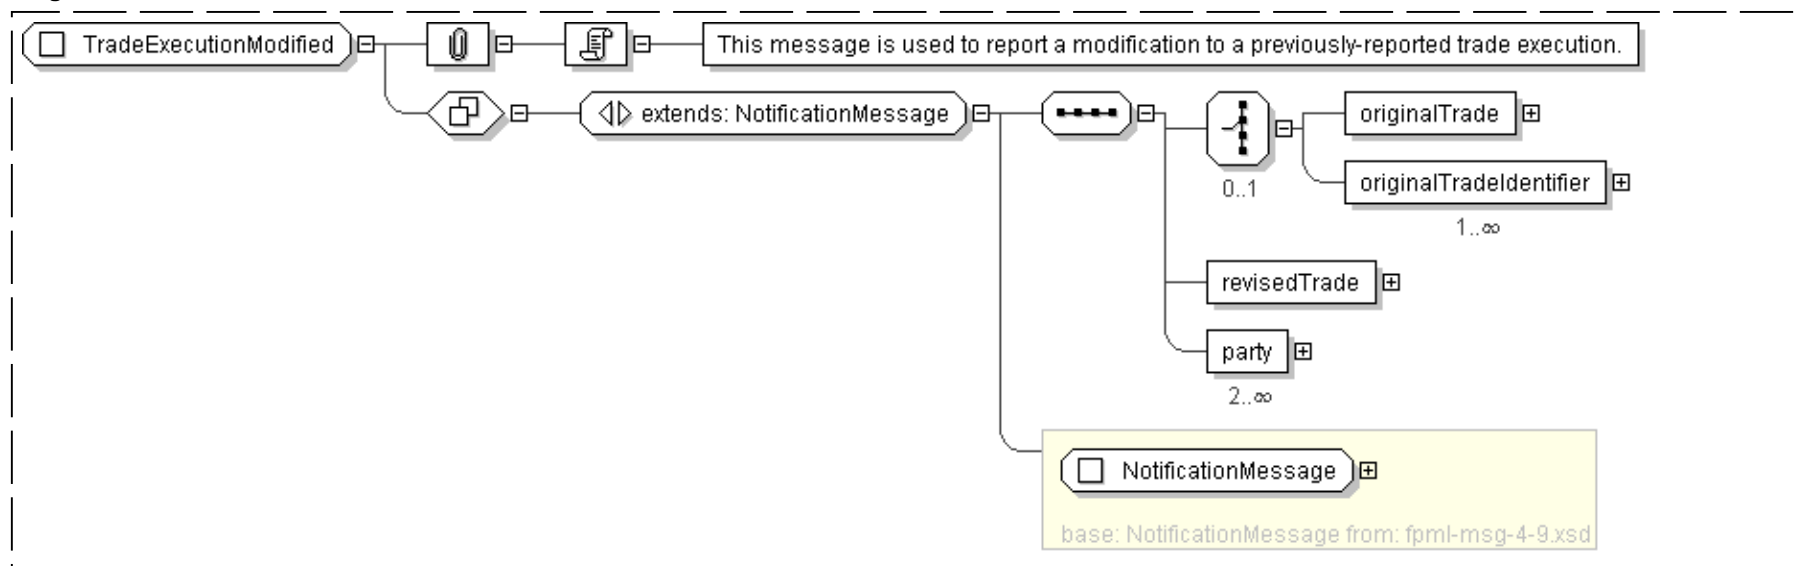 TradeExecutionModified
This message is used to report a modification to a previously-reported trade execution.
extends: NotificationMessage
originalTrade
0..1
originalTradeIdentifier
1..∞
revisedTrade
party
2..∞
NotificationMessage
base: NotificationMessage from: fpml-msg-4-9.xsd